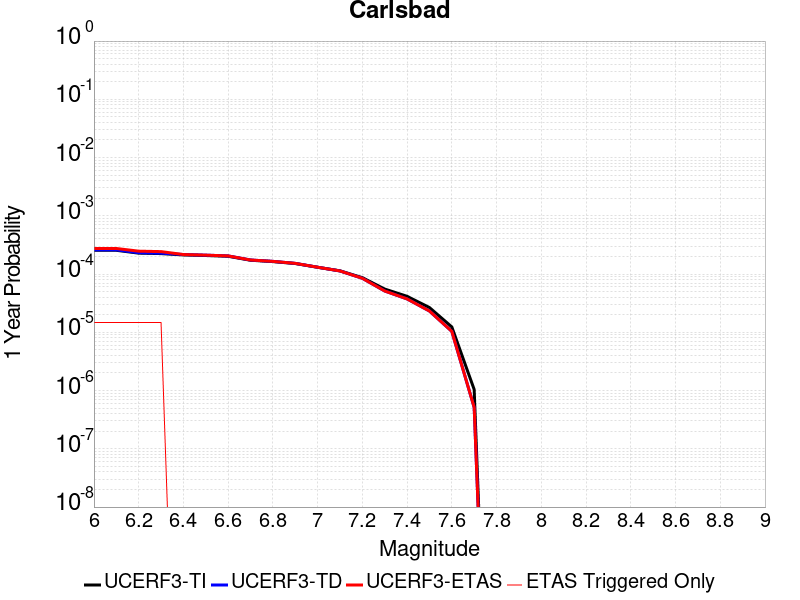 Carlsbad
10^0
10^-1
10^-2
10^-3
10^-4
10^-5
10^-6
10^-7
10^-8
1 Year Probability
6 6.2 6.4 6.6 6.8 7 7.2 7.4 7.6 7.8 8 8.2 8.4 8.6 8.8 9
Magnitude
UCERF3-TI UCERF3-TD UCERF3-ETAS ETAS Triggered Only